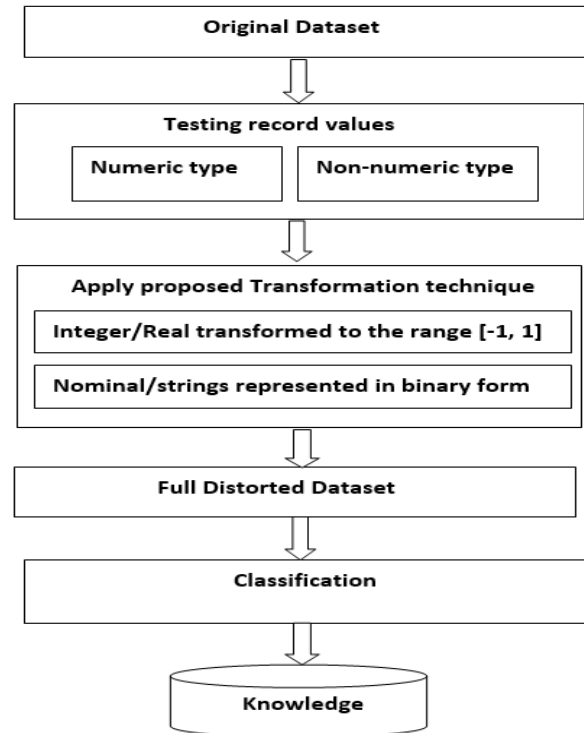 Original Dataset
Testing record values
Numeric type
Non-numeric type
Apply proposed Transformation technique
Integer/Real transformed to the range [-1, 1]
Nominal/strings represented in binary form
Full Distorted Dataset
Classification
Knowledge